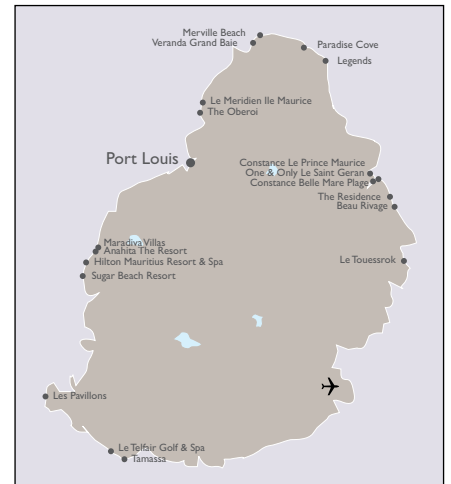 Merville Beach
Veranda Grand Baie
Paradise Cove
Legends
Le Meridien Ile Maurice
The Oberoi
Port Louis
Constance Le Prince Maurice
One & Only Le Saint Geran
Constance Belle Mare Plage
The Residence
Beau Rivage
Maradiva Villas
Anahita The Resort
Hilton Mauritius Resort & Spa
Sugar Beach Resort
Le Touessrok
Les Pavillons
Le Telfair Golf & Spa
Tamassa